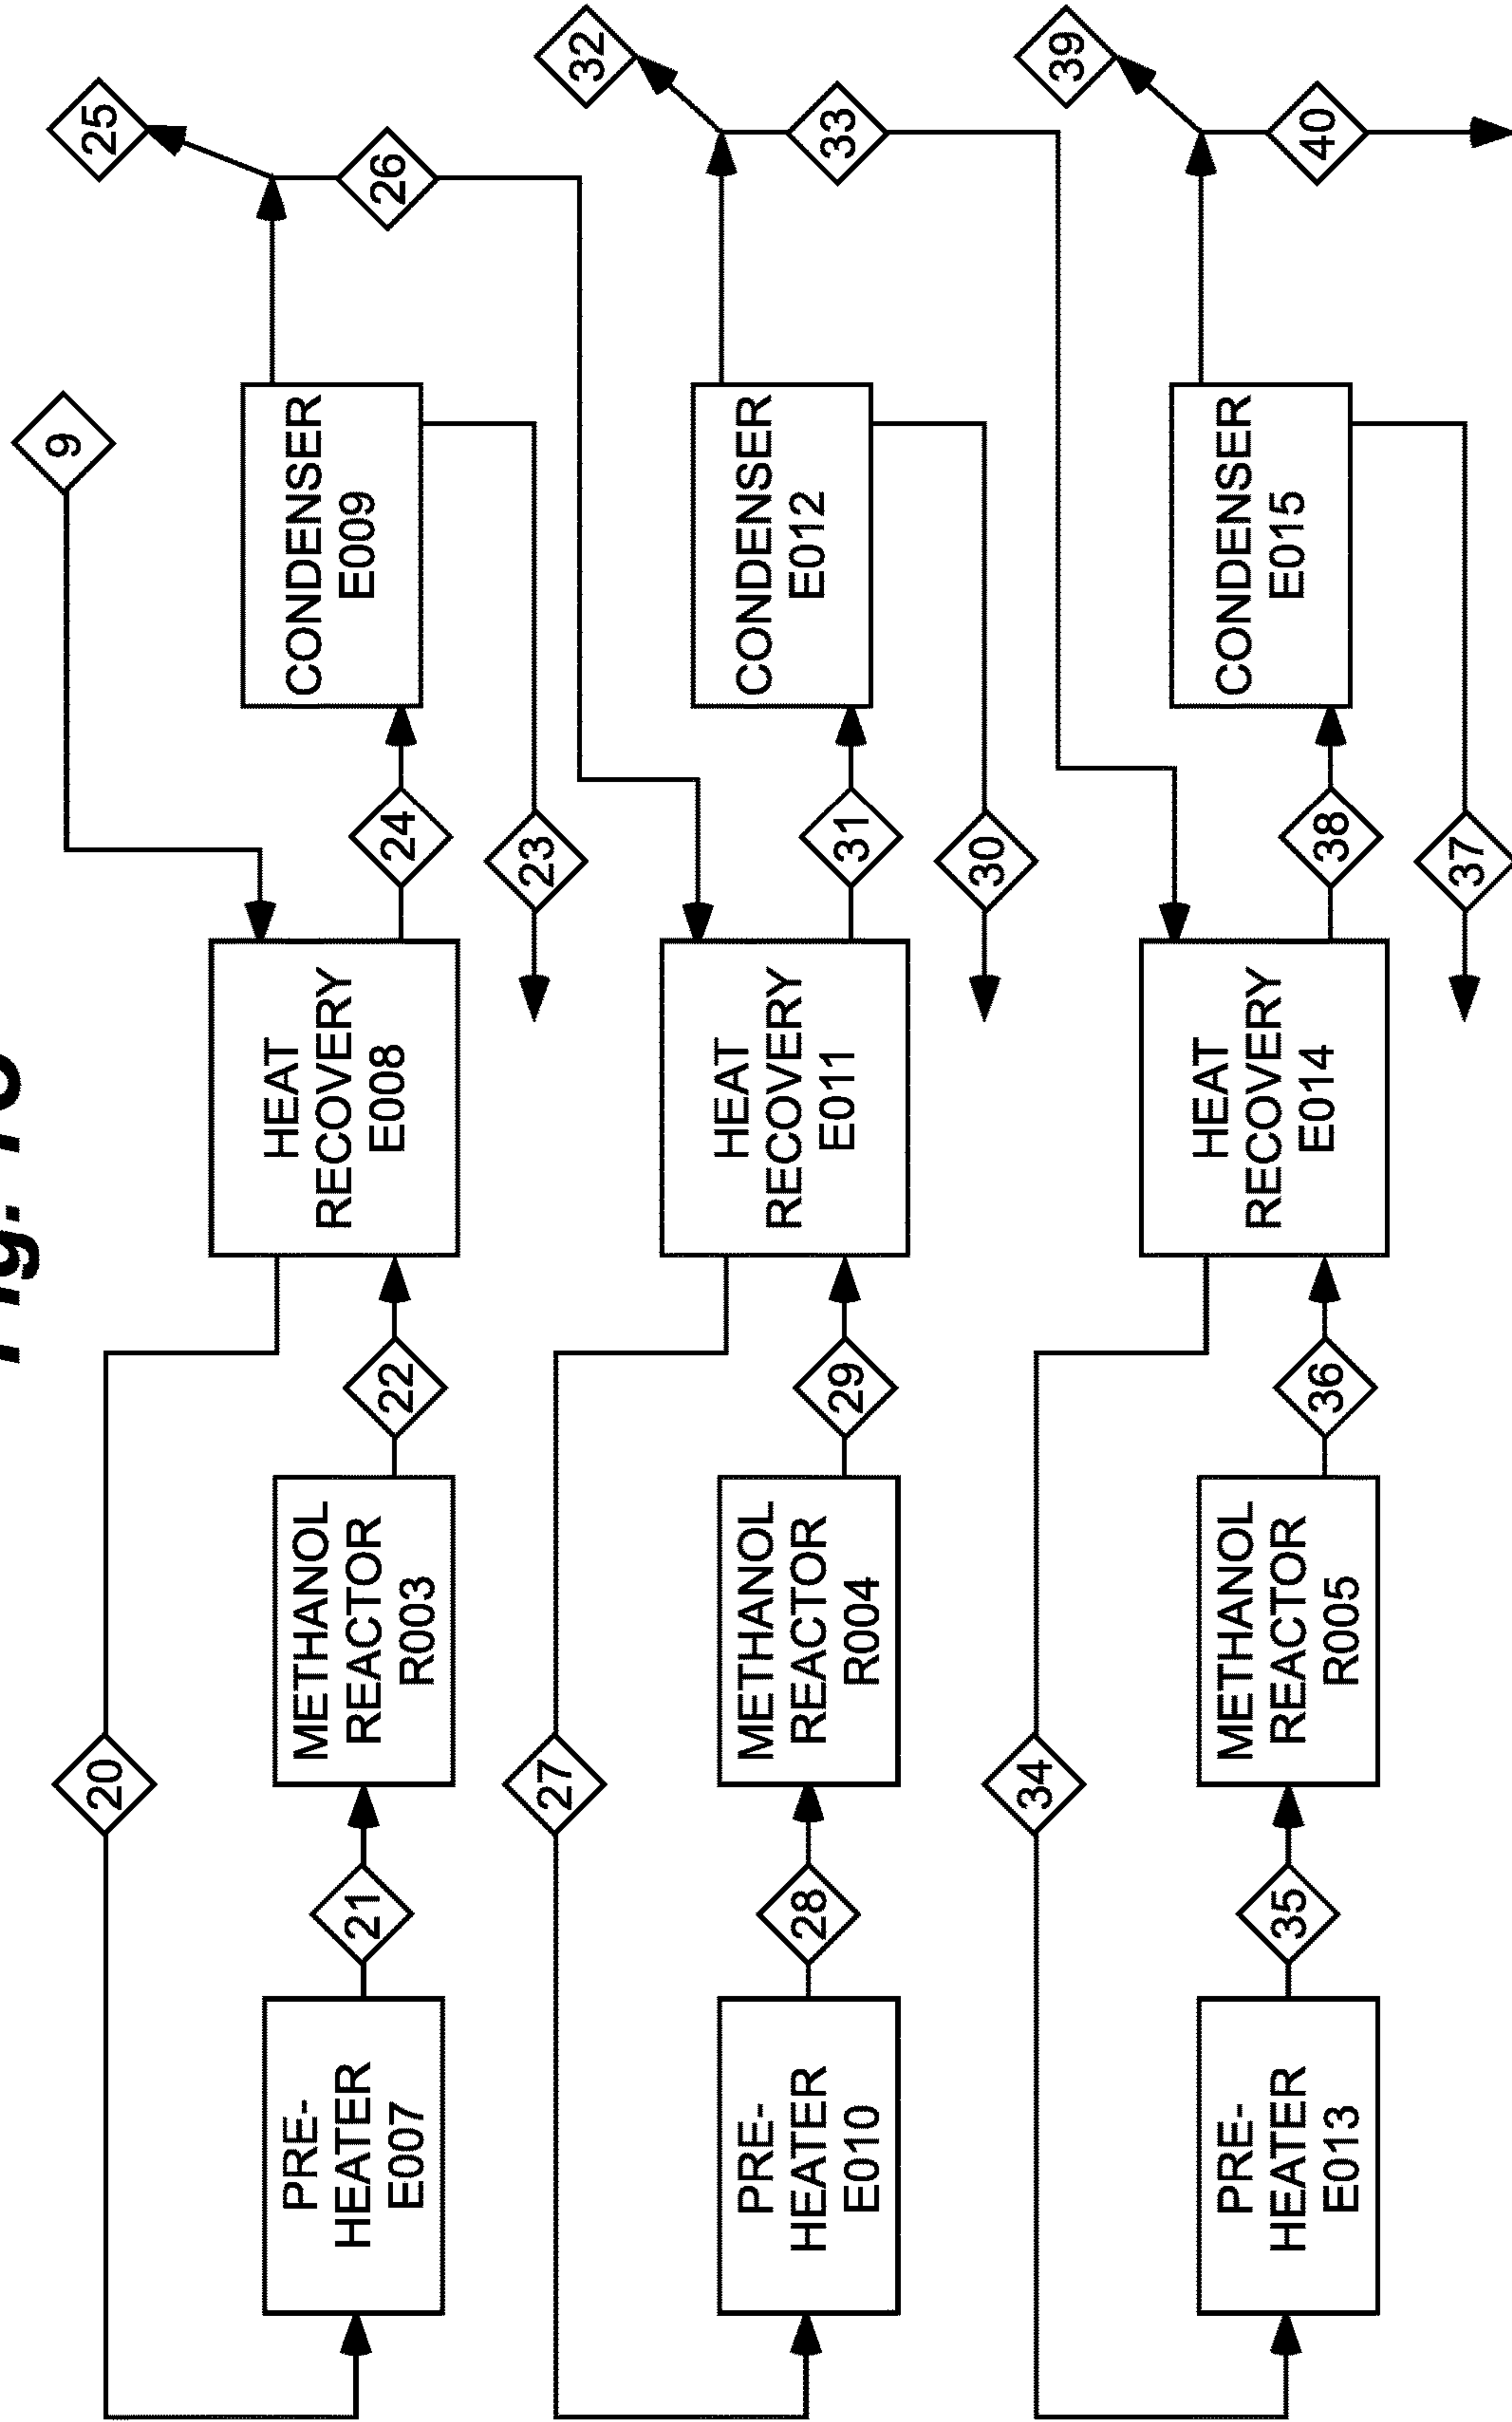 Fig.
20
9
25
PRE-
HEATER
E007
21
METHANOL
REACTOR
R003
22
HEAT
RECOVERY
E008
24
CONDENSER
E009
26
23
27
32
PRE-
HEATER
E010
28
METHANOL
REACTOR
R004
29
HEAT
RECOVERY
E011
31
CONDENSER
E012
33
30
34
39
PRE-
HEATER
E013
35
METHANOL
REACTOR
R005
36
HEAT
RECOVERY
E014
38
CONDENSER
E015
40
37